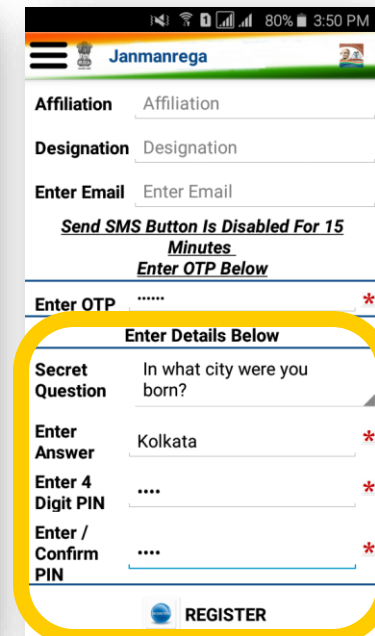 80% 3:50 PM
Janmanrega
Affiliation Affiliation
Designation Designation
Enter Email Enter Email
Send SMS Button Is Disabled For 15
Minutes
Enter OTP Below
Enter OTP •••••• *
Enter Details Below
Secret In what city were you
Question born?
Enter
Answer Kolkata *
Enter 4
Digit PIN •••• *
Enter /
Confirm •••• *
PIN
REGISTER